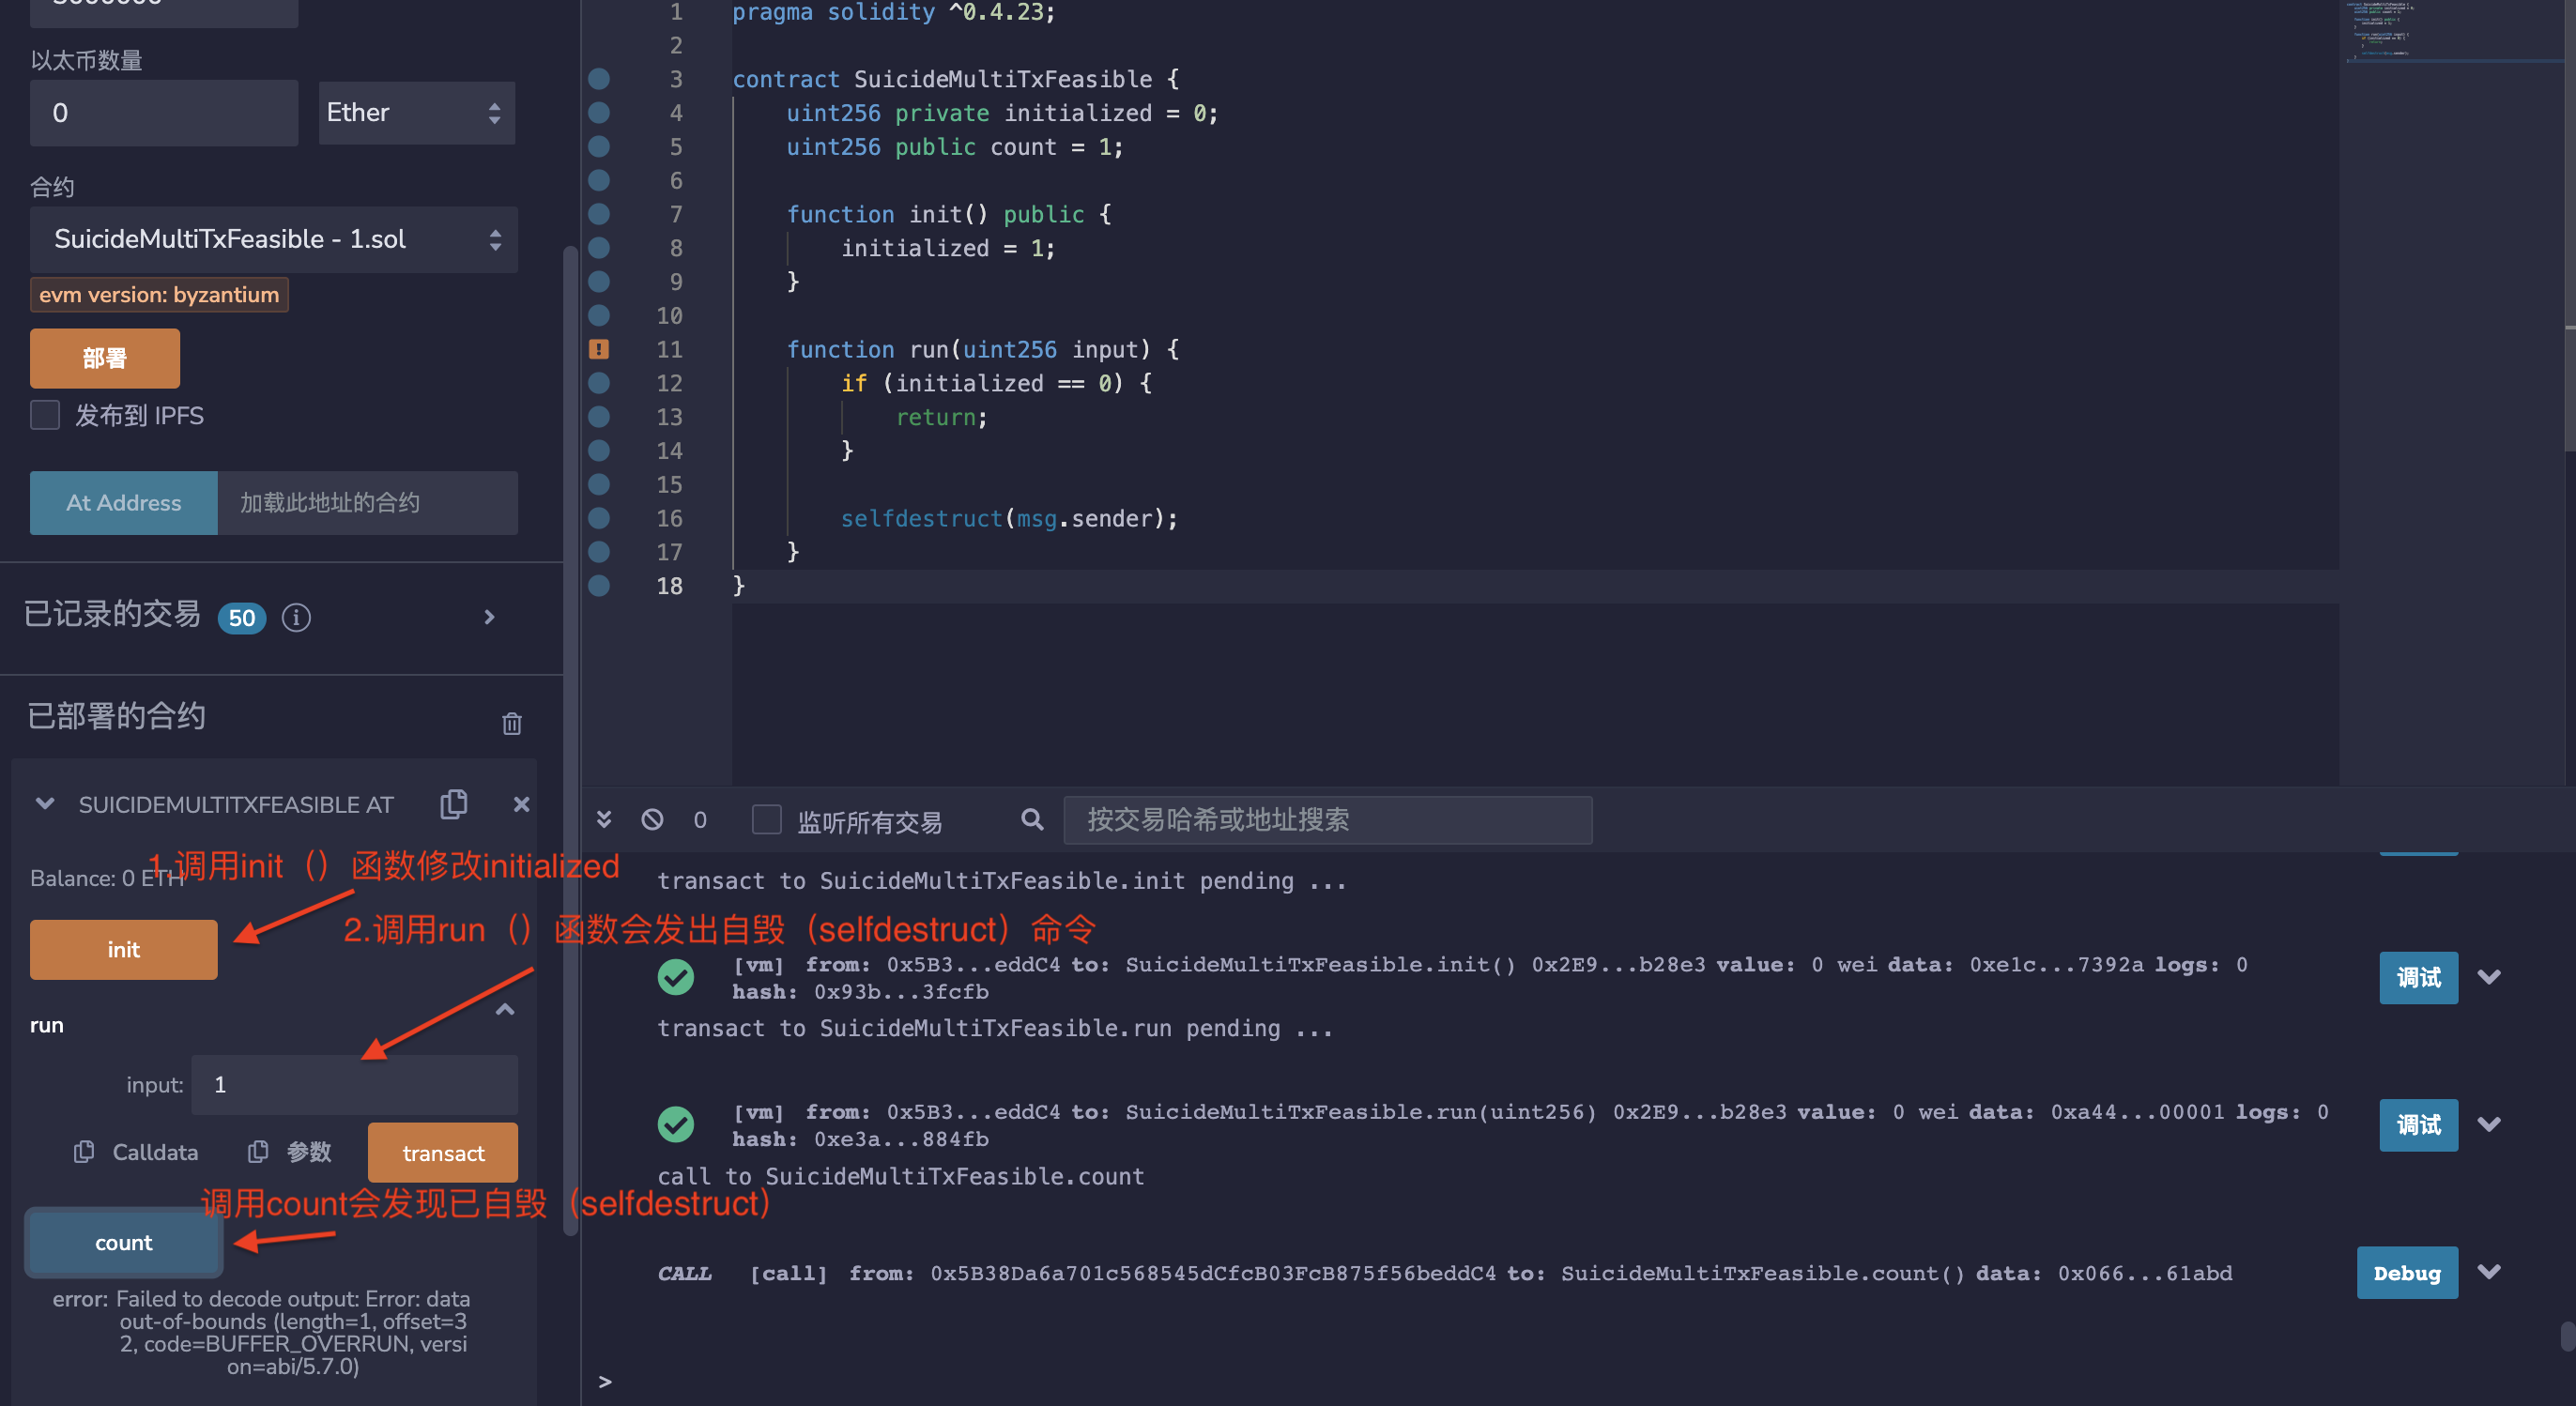 以太币数量
0
Ether
合约
SuicideMultiTxFeasible - 1.sol
evm version: byzantium
部署
发布到 IPFS
At Address
加载此地址的合约
已记录的交易 50 i
已部署的合约
SUICIDEMULTITXFEASIBLE AT
1.调用init（）函数修改initialized
Balance: 0 ETH
2.调用run（）函数会发出自毁（selfdestruct）命令
init
run
input: 1
Calldata 参数 transact
调用count会发现已自毁（selfdestruct）
count
error: Failed to decode output: Error: data
out-of-bounds (length=1, offset=3
2, code=BUFFER_OVERRUN, versi
on=abi/5.7.0)
1 pragma solidity ^0.4.23;
2
3 contract SuicideMultiTxFeasible {
4 uint256 private initialized = 0;
5 uint256 public count = 1;
6
7 function init() public {
8 initialized = 1;
9 }
10
11 function run(uint256 input) {
12 if (initialized == 0) {
13 return;
14 }
15
16 selfdestruct(msg.sender);
17 }
18 }
0 监听所有交易 按交易哈希或地址搜索
transact to SuicideMultiTxFeasible.init pending ...
[vm] from: 0x5B3...eddC4 to: SuicideMultiTxFeasible.init() 0x2E9...b28e3 value: 0 wei data: 0xe1c...7392a logs: 0
hash: 0x93b...3fcfb
调试
transact to SuicideMultiTxFeasible.run pending ...
[vm] from: 0x5B3...eddC4 to: SuicideMultiTxFeasible.run(uint256) 0x2E9...b28e3 value: 0 wei data: 0xa44...00001 logs: 0
hash: 0xe3a...884fb
调试
call to SuicideMultiTxFeasible.count
CALL [call] from: 0x5B38Da6a701c568545dCfcB03FcB875f56beddC4 to: SuicideMultiTxFeasible.count() data: 0x066...61abd
Debug
>